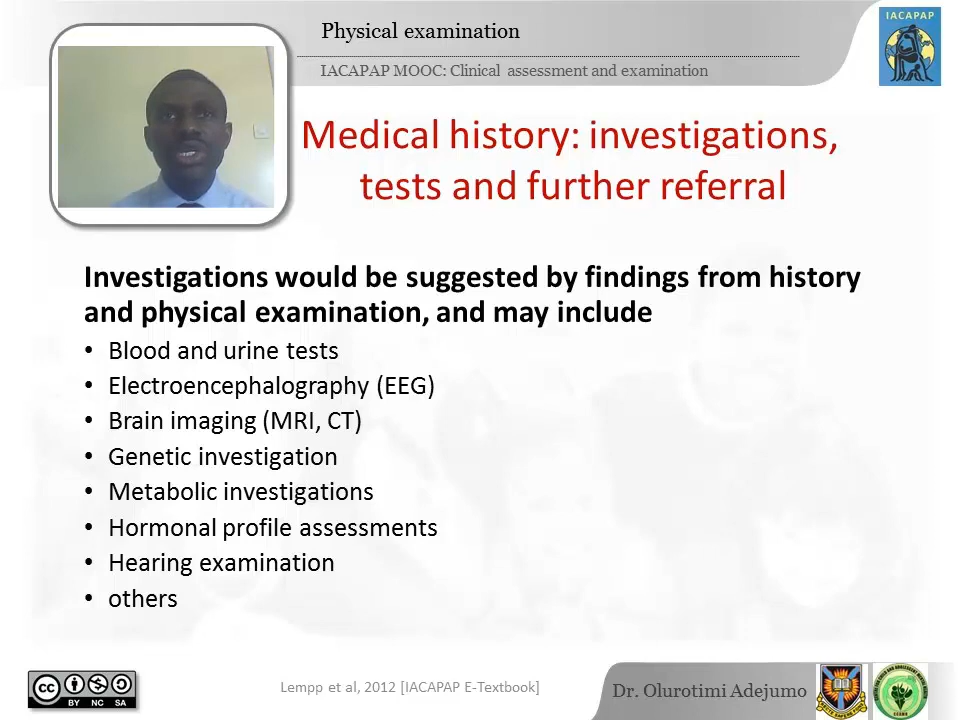 Physical examination
IACAPAP MOOC: Clinical assessment and examination
IACAPAP
Medical history: investigations,
tests and further referral
Investigations would be suggested by findings from history
and physical examination, and may include
• Blood and urine tests
• Electroencephalography (EEG)
• Brain imaging (MRI, CT)
• Genetic investigation
• Metabolic investigations
• Hormonal profile assessments
• Hearing examination
• others
cc
BY NC SA
Lempp et al, 2012 [IACAPAP E-Textbook]
Dr. Olurotimi Adejumo